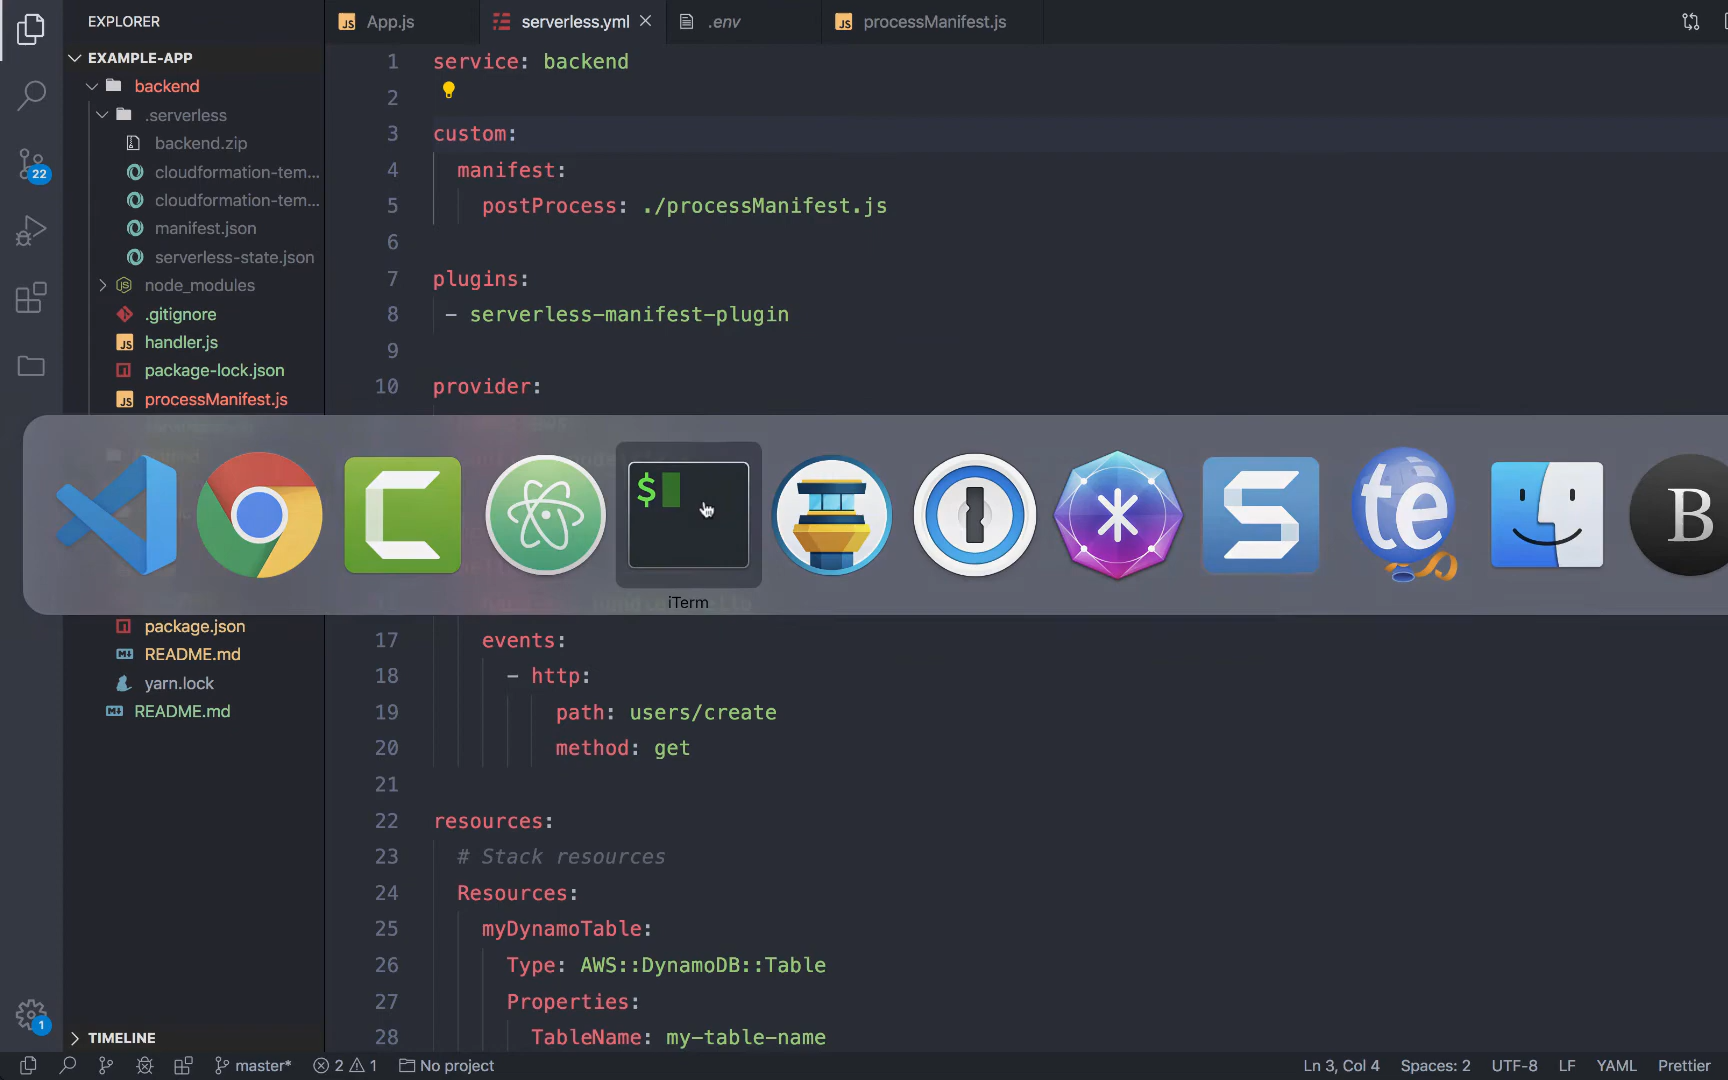 EXPLORER
App.js
serverless.yml
.env
processManifest.js
EXAMPLE-APP
backend
.serverless
backend.zip
cloudformation-tem...
cloudformation-tem...
manifest.json
serverless-state.json
node_modules
.gitignore
handler.js
package-lock.json
processManifest.js
package.json
README.md
yarn.lock
README.md
TIMELINE
22
1
1 service: backend
2
3 custom:
4 manifest:
5 postProcess: ./processManifest.js
6
7 plugins:
8 - serverless-manifest-plugin
9
10 provider:
$
iTerm
te
B
17 events:
18 - http:
19 path: users/create
20 method: get
21
22 resources:
23 # Stack resources
24 Resources:
25 myDynamoTable:
26 Type: AWS::DynamoDB::Table
27 Properties:
28 TableName: my-table-name
master* 2 1 No project Ln 3, Col 4 Spaces: 2 UTF-8 LF YAML Prettier